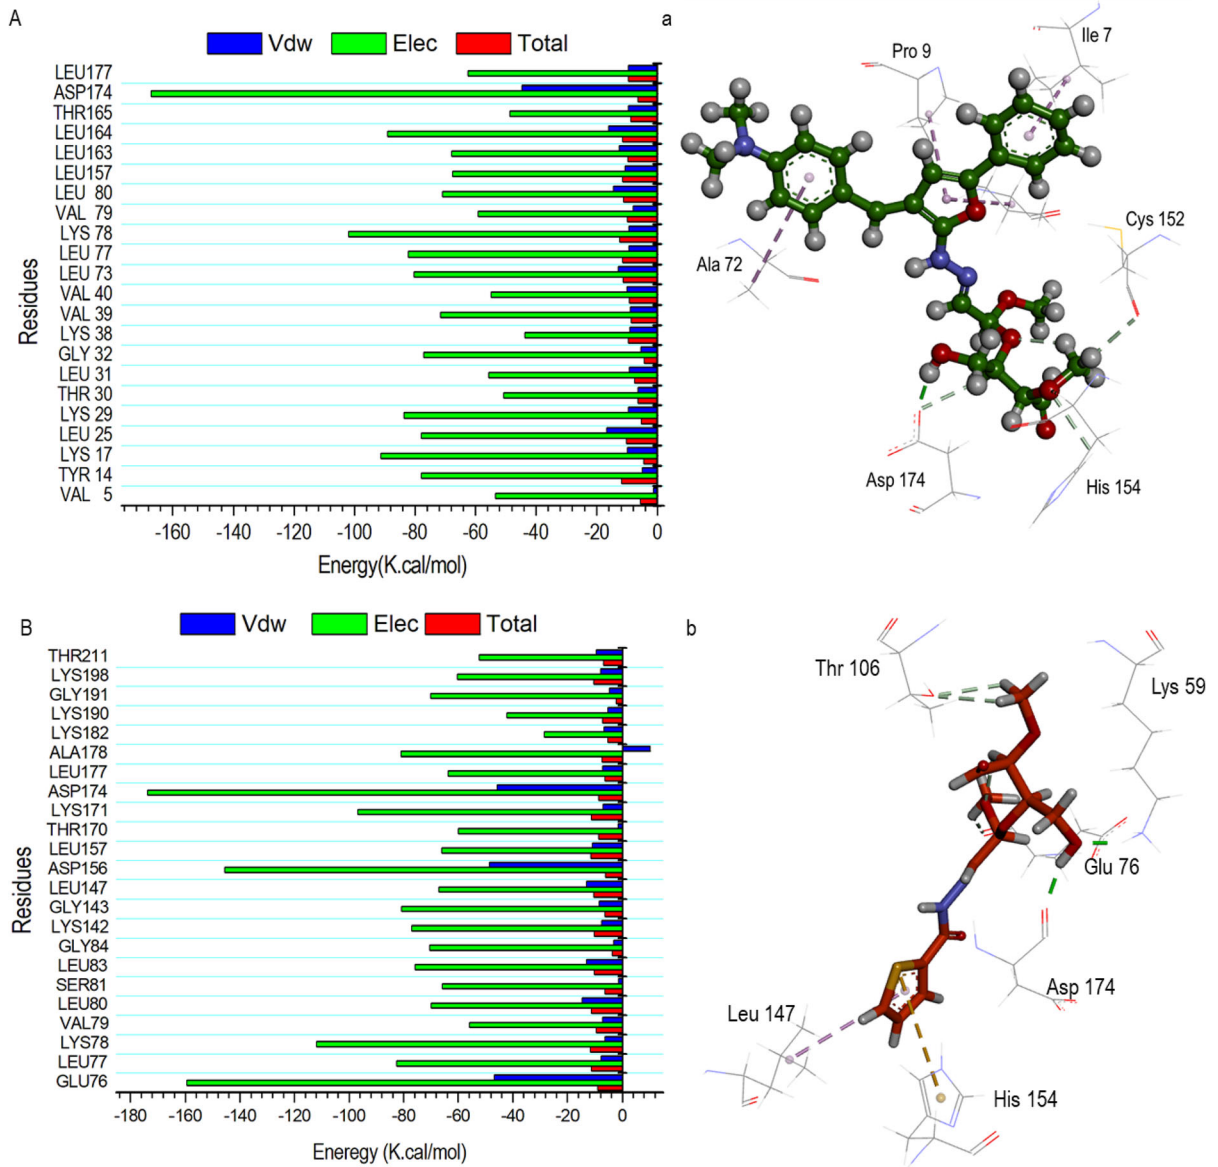 A
Vdw Elec Total
LEU177
ASP174
THR165
LEU164
LEU163
LEU157
LEU 80
VAL 79
LYS 78
LEU 77
LEU 73
VAL 40
VAL 39
LYS 38
GLY 32
LEU 31
THR 30
LYS 29
LEU 25
LYS 17
TYR 14
VAL 5
Residues
-160 -140 -120 -100 -80 -60 -40 -20 0
Energy(K.cal/mol)
a
Ile 7
Pro 9
Cys 152
Ala 72
Asp 174
His 154
B
Vdw Elec Total
THR211
LYS198
GLY191
LYS190
LYS182
ALA178
LEU177
ASP174
LYS171
THR170
LEU157
ASP156
LEU147
GLY143
LYS142
GLY84
LEU83
SER81
LEU80
VAL79
LYS78
LEU77
GLU76
Residues
-180 -160 -140 -120 -100 -80 -60 -40 -20 0
Eneregy (K.cal/mol)
b
Thr 106
Lys 59
Glu 76
Asp 174
Leu 147
His 154